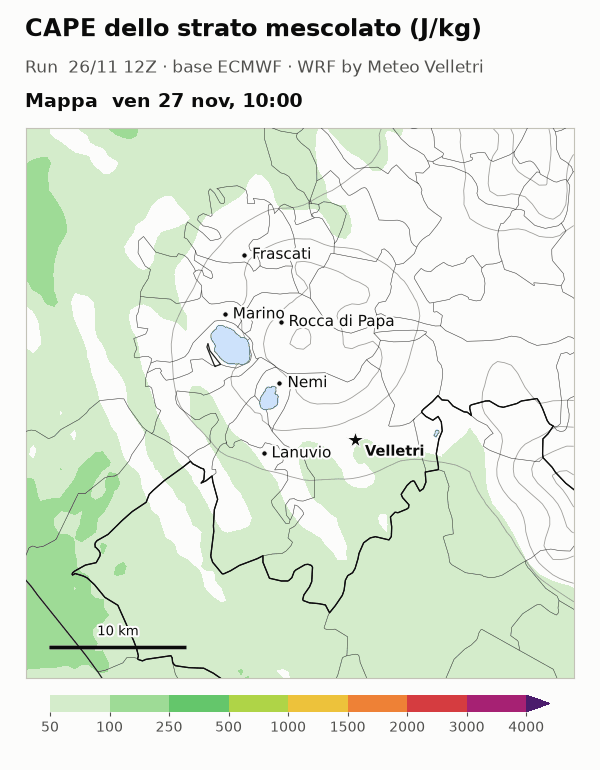 CAPE dello strato mescolato (J/kg)
Run  26/11 12Z · base ECMWF · WRF by Meteo Velletri
Mappa  ven 27 nov, 10:00
Frascati
Marino
Rocca di Papa
Nemi
Velletri
Lanuvio
10 km
50 100 250 500 1000 1500 2000 3000 4000